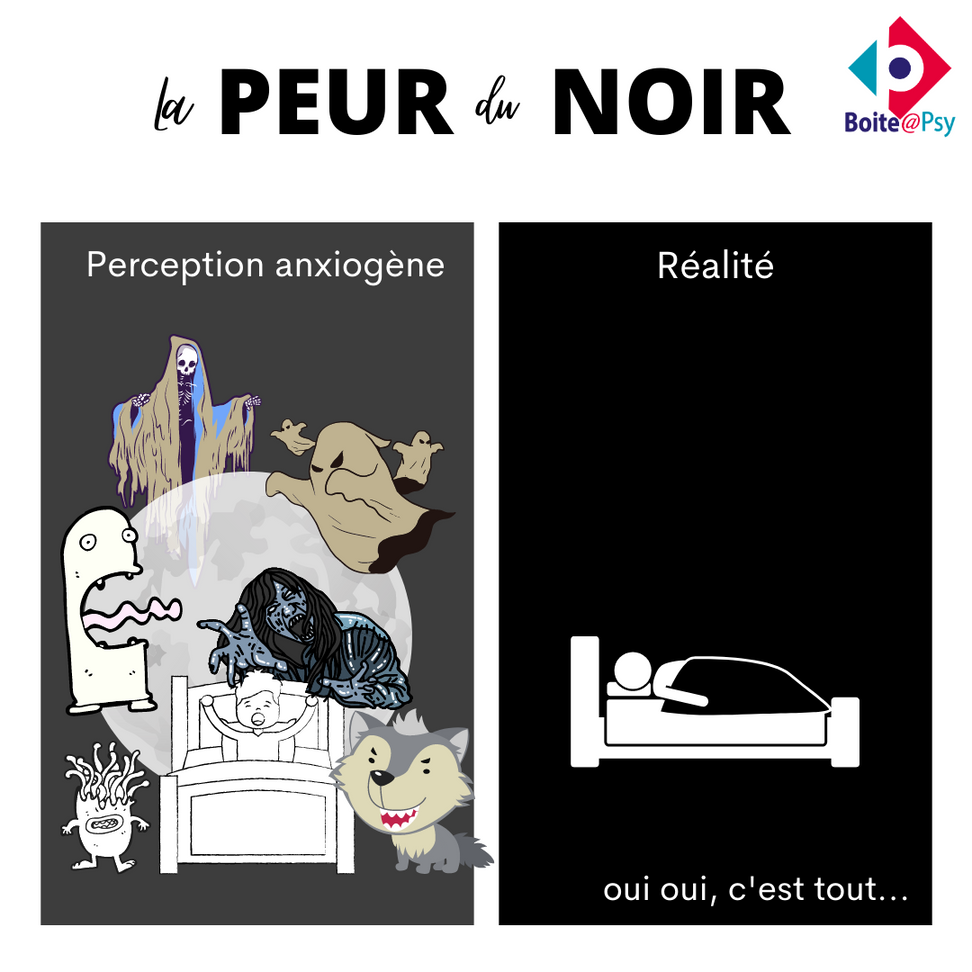 La PEUR du NOIR
Boite@Psy
Perception anxiogène
Réalité
oui oui, c'est tout...